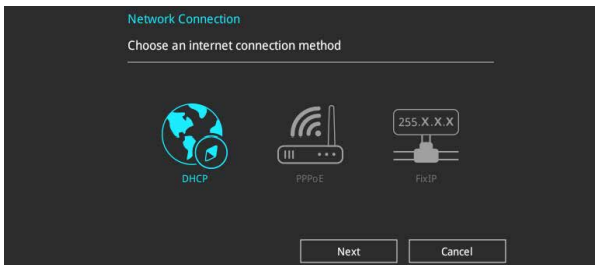 Network Connection
Choose an internet connection method
255.X.X.X
DHCP PPPoE FixIP
Next Cancel